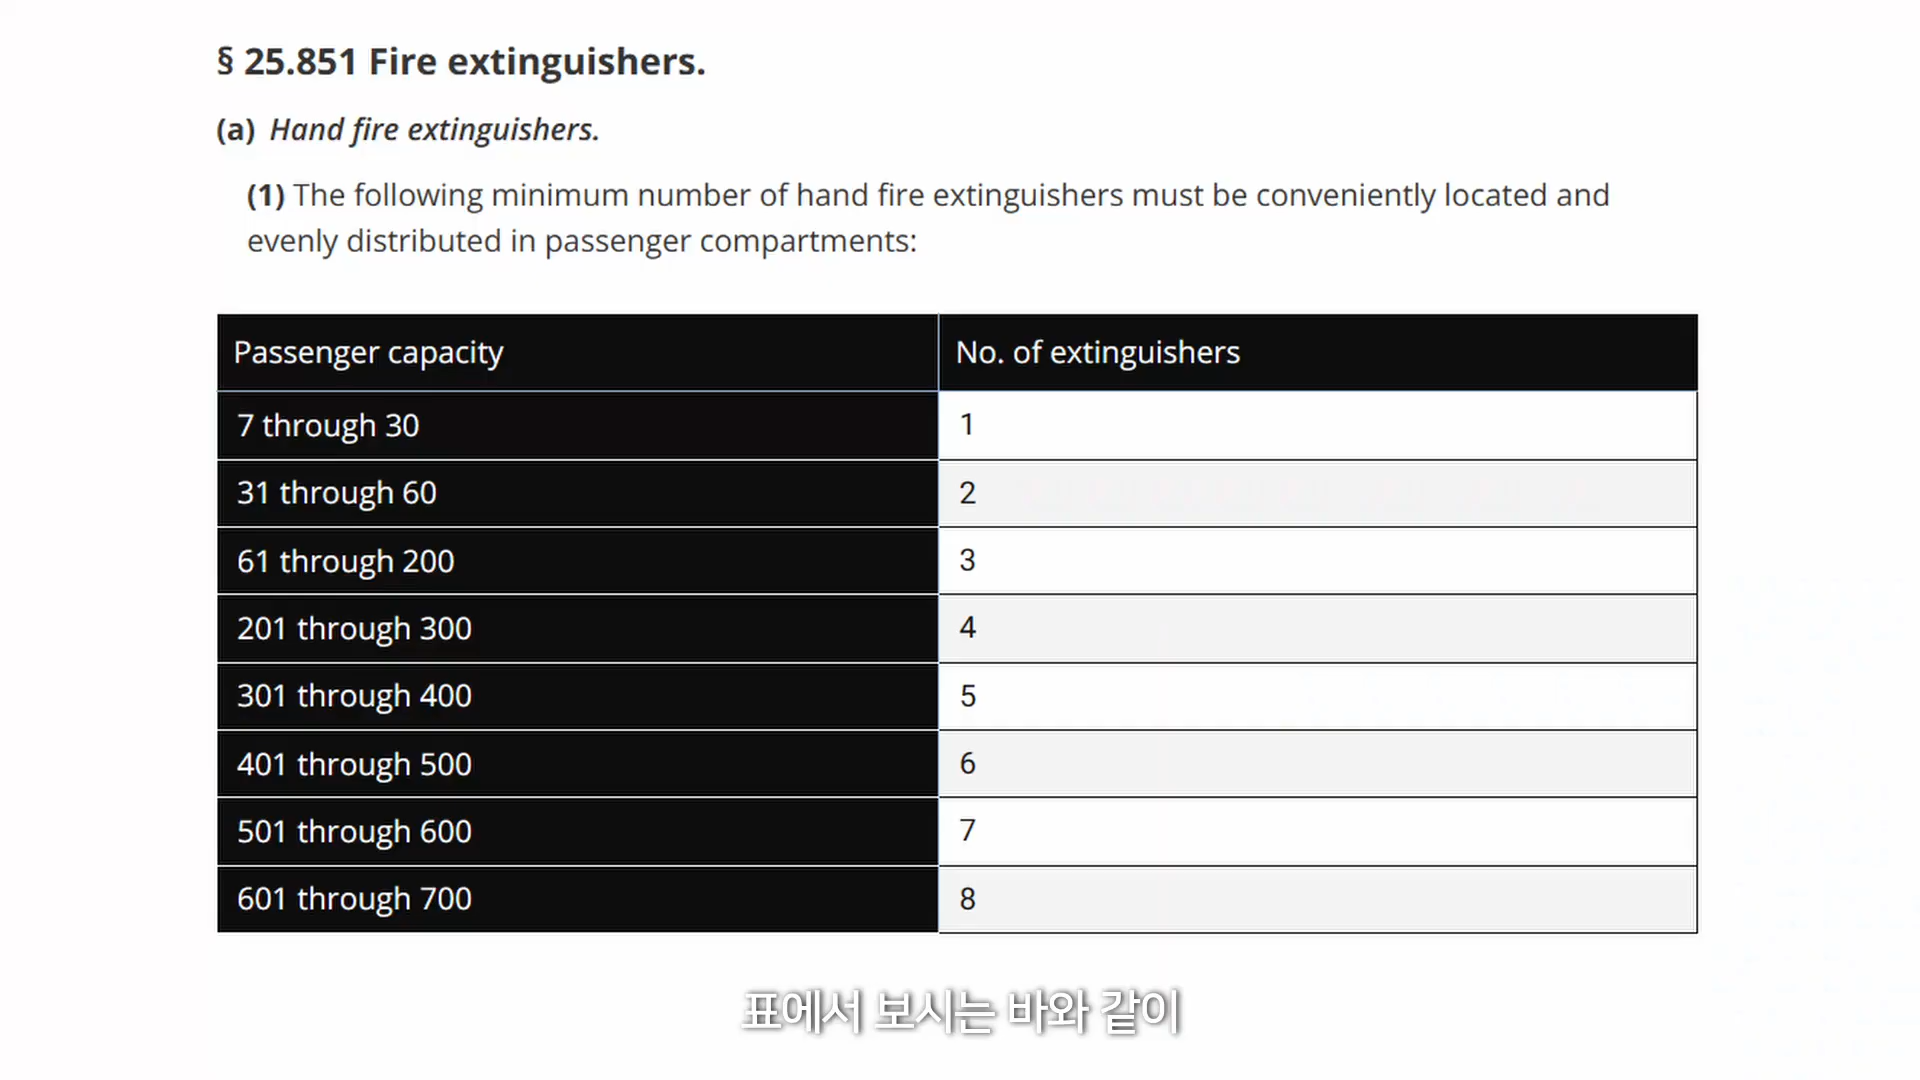 § 25.851 Fire extinguishers.
(a) Hand fire extinguishers.
(1) The following minimum number of hand fire extinguishers must be conveniently located and
evenly distributed in passenger compartments:
Passenger capacity No. of extinguishers
7 through 30 1
31 through 60 2
61 through 200 3
201 through 300 4
301 through 400 5
401 through 500 6
501 through 600 7
601 through 700 8
표에서 보시는 바와 같이